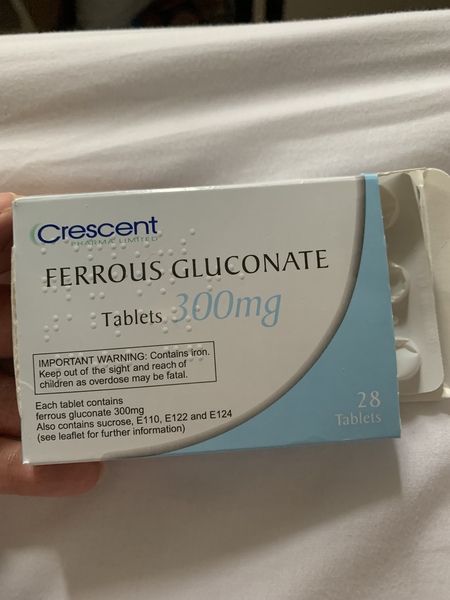 Crescent
PHARMA LIMITED
FERROUS GLUCONATE
Tablets 300mg
IMPORTANT WARNING: Contains iron.
Keep out of the sight and reach of
children as overdose may be fatal.
Each tablet contains
ferrous gluconate 300mg
Also contains sucrose, E110, E122 and E124
(see leaflet for further information)
28
Tablets